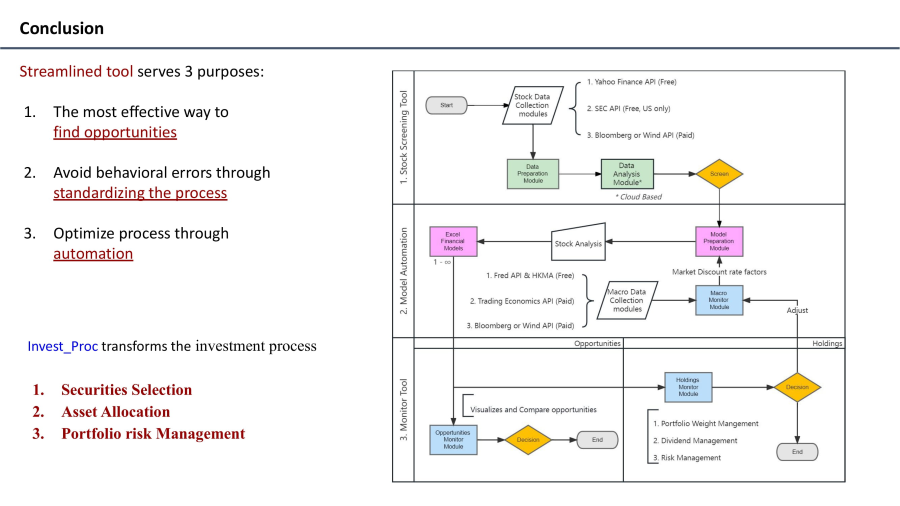 Conclusion
Streamlined tool serves 3 purposes:
1. The most effective way to
find opportunities
2. Avoid behavioral errors through
standardizing the process
3. Optimize process through
automation
Invest_Proc transforms the investment process
1. Securities Selection
2. Asset Allocation
3. Portfolio risk Management
1. Stock Screening Tool
Start
Stock Data
Collection
modules
1. Yahoo Finance API (Free)
2. SEC API (Free, US only)
3. Bloomberg or Wind API (Paid)
Data
Preparation
Module
Data
Analysis
Module*
* Cloud Based
Screen
2. Model Automation
Excel
Financial
Models
1 - ∞
Stock Analysis
Model
Preparation
Module
Market Discount rate factors
1. Fred API & HKMA (Free)
2. Trading Economics API (Paid)
3. Bloomberg or Wind API (Paid)
Macro Data
Collection
modules
Macro
Monitor
Module
Adjust
3. Monitor Tool
Opportunities
Holdings
Visualizes and Compare opportunities
Opportunities
Monitor
Module
Decision
End
Holdings
Monitor
Module
Decision
1. Portfolio Weight Mangement
2. Dividend Management
3. Risk Management
End